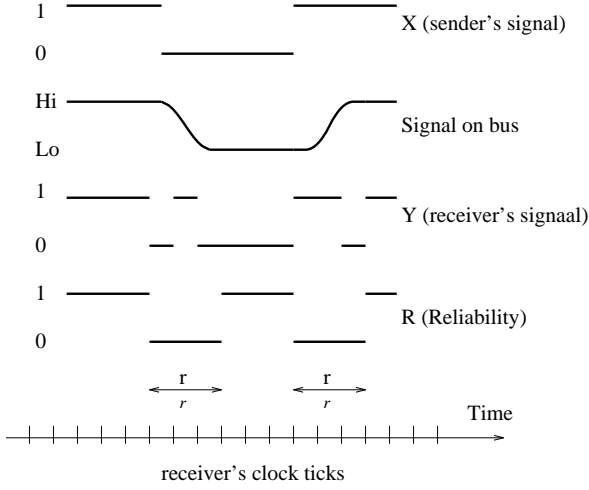 1
X (sender's signal)
0
Hi
Signal on bus
Lo
1
Y (receiver's signaal)
0
1
R (Reliability)
0
r r
r r
Time
receiver's clock ticks